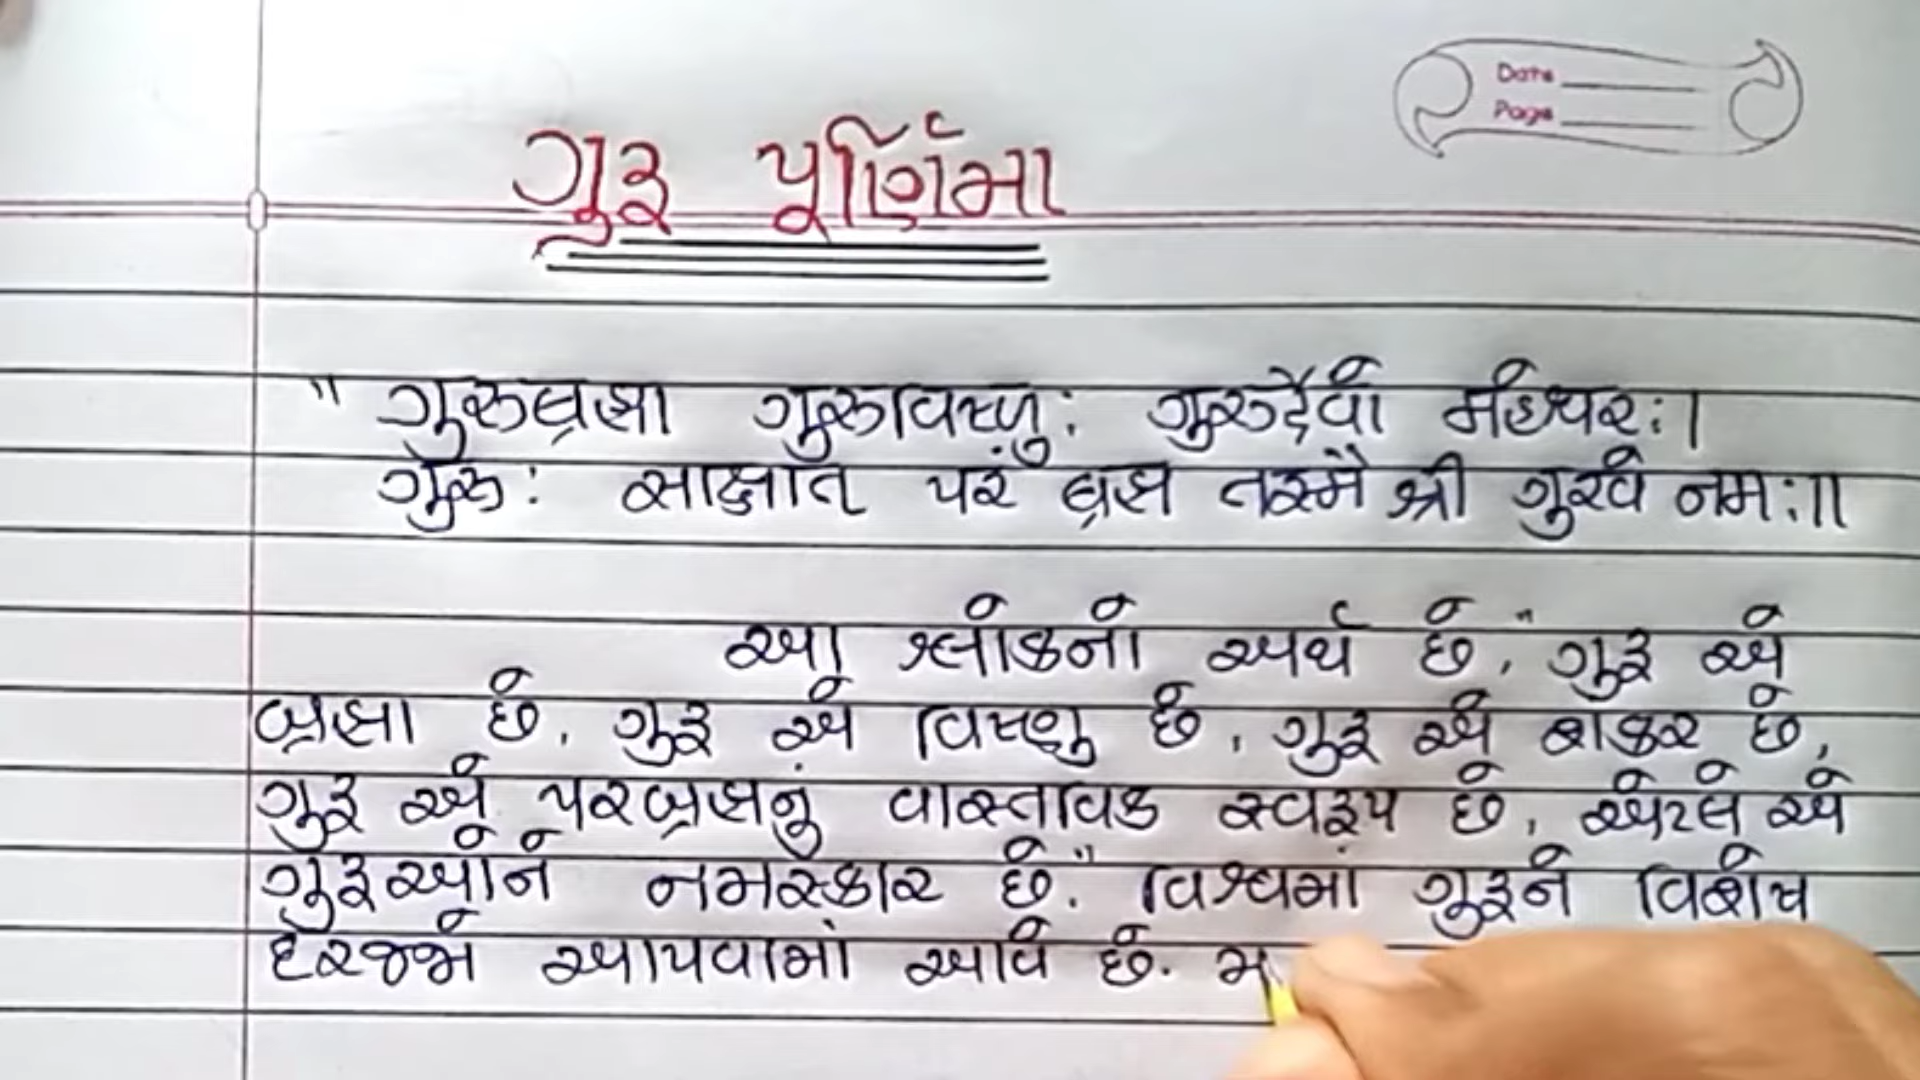 Date
Page
ગુરૂ પૂર્ણિમા
" ગુરુબ્રહ્મા ગુરુવિષ્ણુ: ગુરુર્દેવો મહેશ્વર:।
ગુરુ: સાક્ષાત્ પરં બ્રહ્મ તસ્મૈ શ્રી ગુરવે નમ:॥
આ શ્લોકનો અર્થ છે, "ગુરૂ એ
બ્રહ્મા છે, ગુરૂ એ વિષ્ણુ છે, ગુરૂ એ શંકર છે,
ગુરૂ એ પરબ્રહ્મનું વાસ્તવિક સ્વરૂપ છે, એટલે એ
ગુરૂઓને નમસ્કાર છે." વિશ્વમાં ગુરૂને વિશેષ
દરજ્જો આપવામાં આવે છે. મ